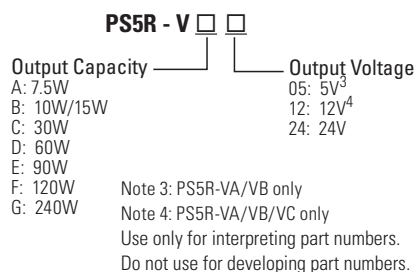 PS5R - V □ □
Output Capacity
A: 7.5W
B: 10W/15W
C: 30W
D: 60W
E: 90W
F: 120W
G: 240W
Output Voltage
05: 5V3
12: 12V4
24: 24V
Note 3: PS5R-VA/VB only
Note 4: PS5R-VA/VB/VC only
Use only for interpreting part numbers.
Do not use for developing part numbers.